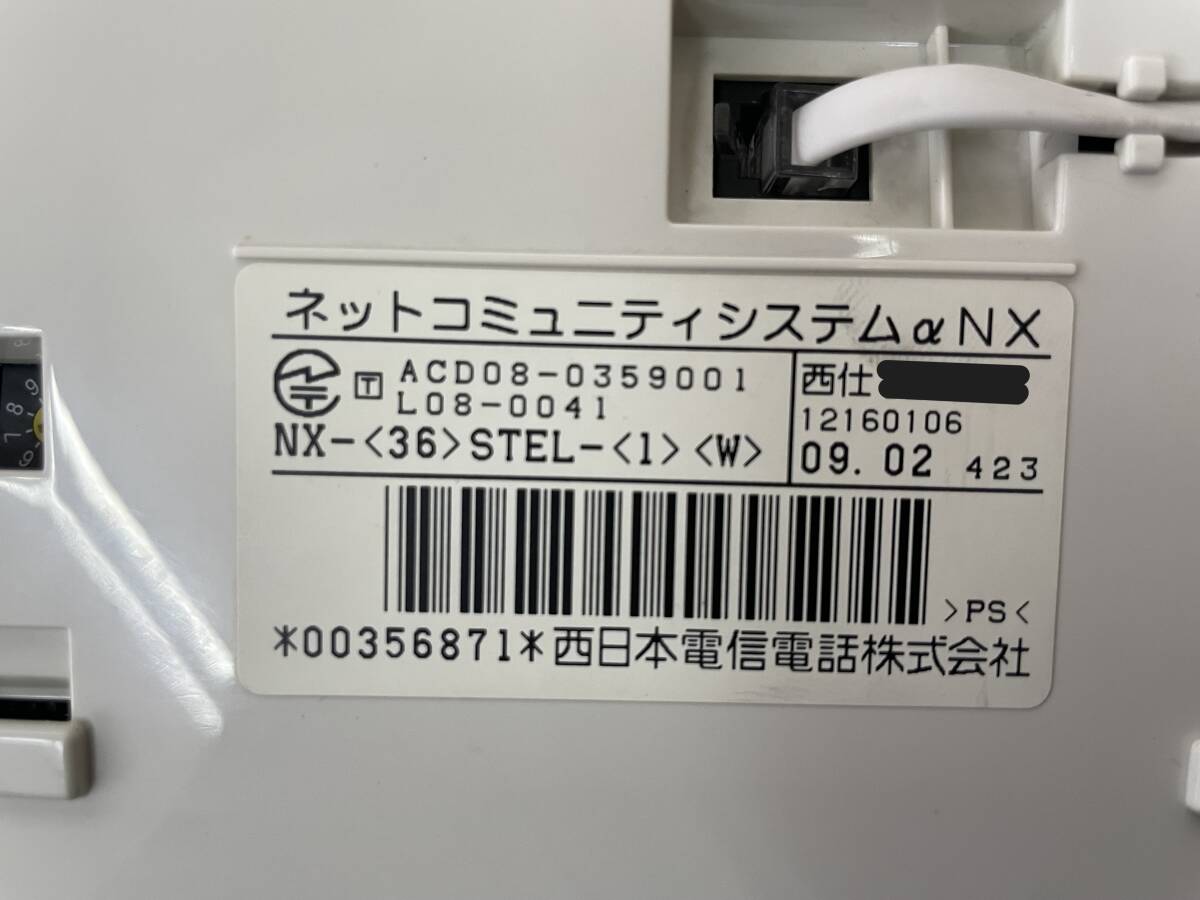 ネットコミュニティシステムαNX
T ACD08-0359001
L08-0041
NX-<36>STEL-<1><W>
西仕
12160106
09.02 423
>PS<
*00356871*西日本電信電話株式会社